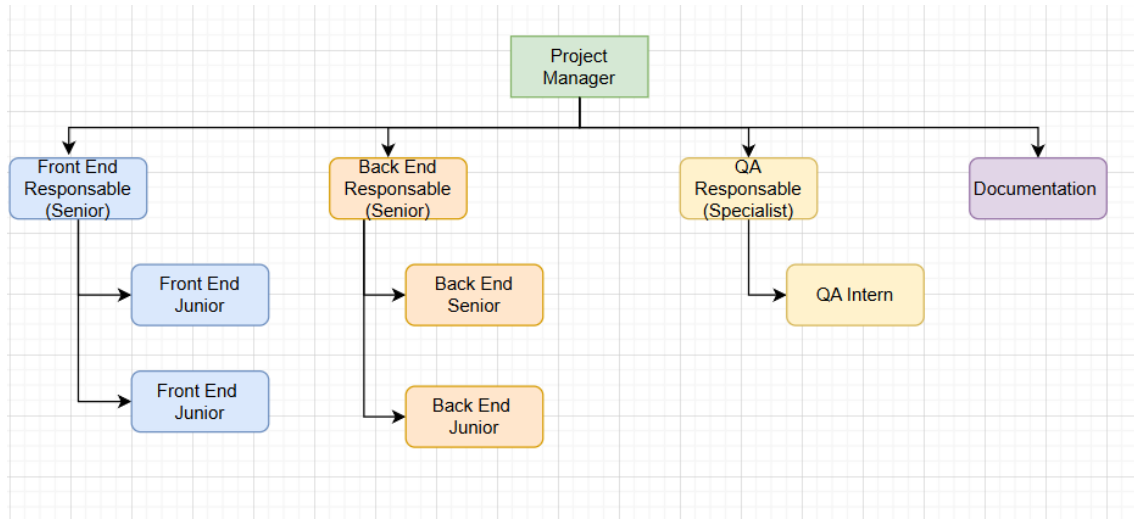 Project
Manager
Front End
Responsable
(Senior)
Back End
Responsable
(Senior)
QA
Responsable
(Specialist)
Documentation
Front End
Junior
Back End
Senior
QA Intern
Front End
Junior
Back End
Junior